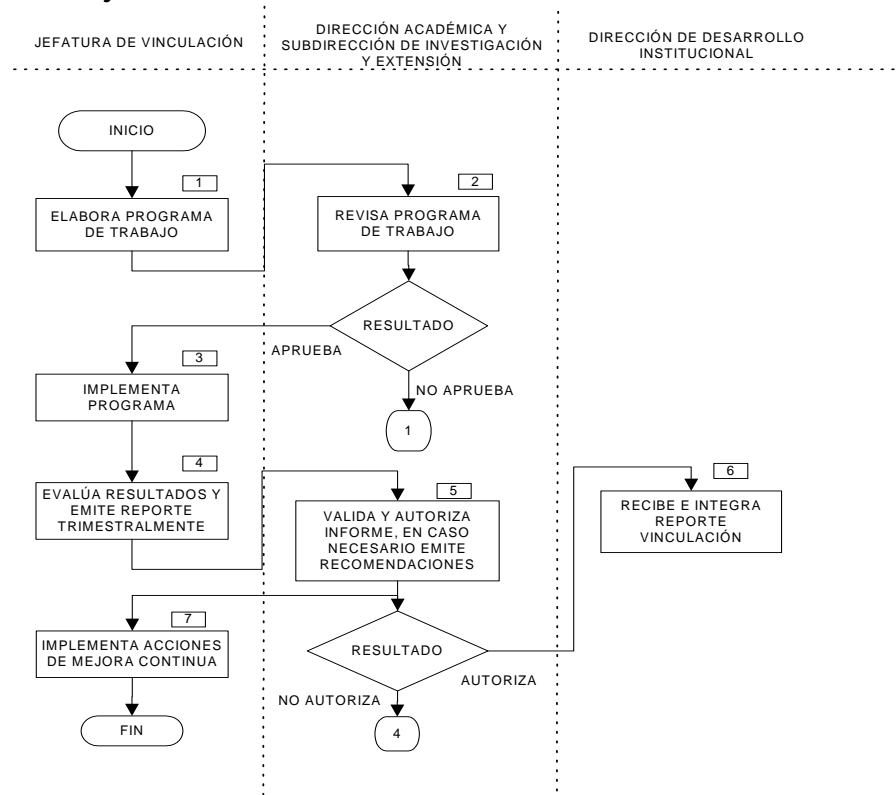 JEFATURA DE VINCULACIÓN
DIRECCIÓN ACADÉMICA Y
SUBDIRECCIÓN DE INVESTIGACIÓN
Y EXTENSIÓN
DIRECCIÓN DE DESARROLLO
INSTITUCIONAL
INICIO
1
ELABORA PROGRAMA
DE TRABAJO
2
REVISA PROGRAMA
DE TRABAJO
RESULTADO
APRUEBA
NO APRUEBA
1
3
IMPLEMENTA
PROGRAMA
4
EVALÚA RESULTADOS Y
EMITE REPORTE
TRIMESTRALMENTE
5
VALIDA Y AUTORIZA
INFORME, EN CASO
NECESARIO EMITE
RECOMENDACIONES
6
RECIBE E INTEGRA
REPORTE
VINCULACIÓN
7
IMPLEMENTA ACCIONES
DE MEJORA CONTINUA
RESULTADO
AUTORIZA
NO AUTORIZA
4
FIN